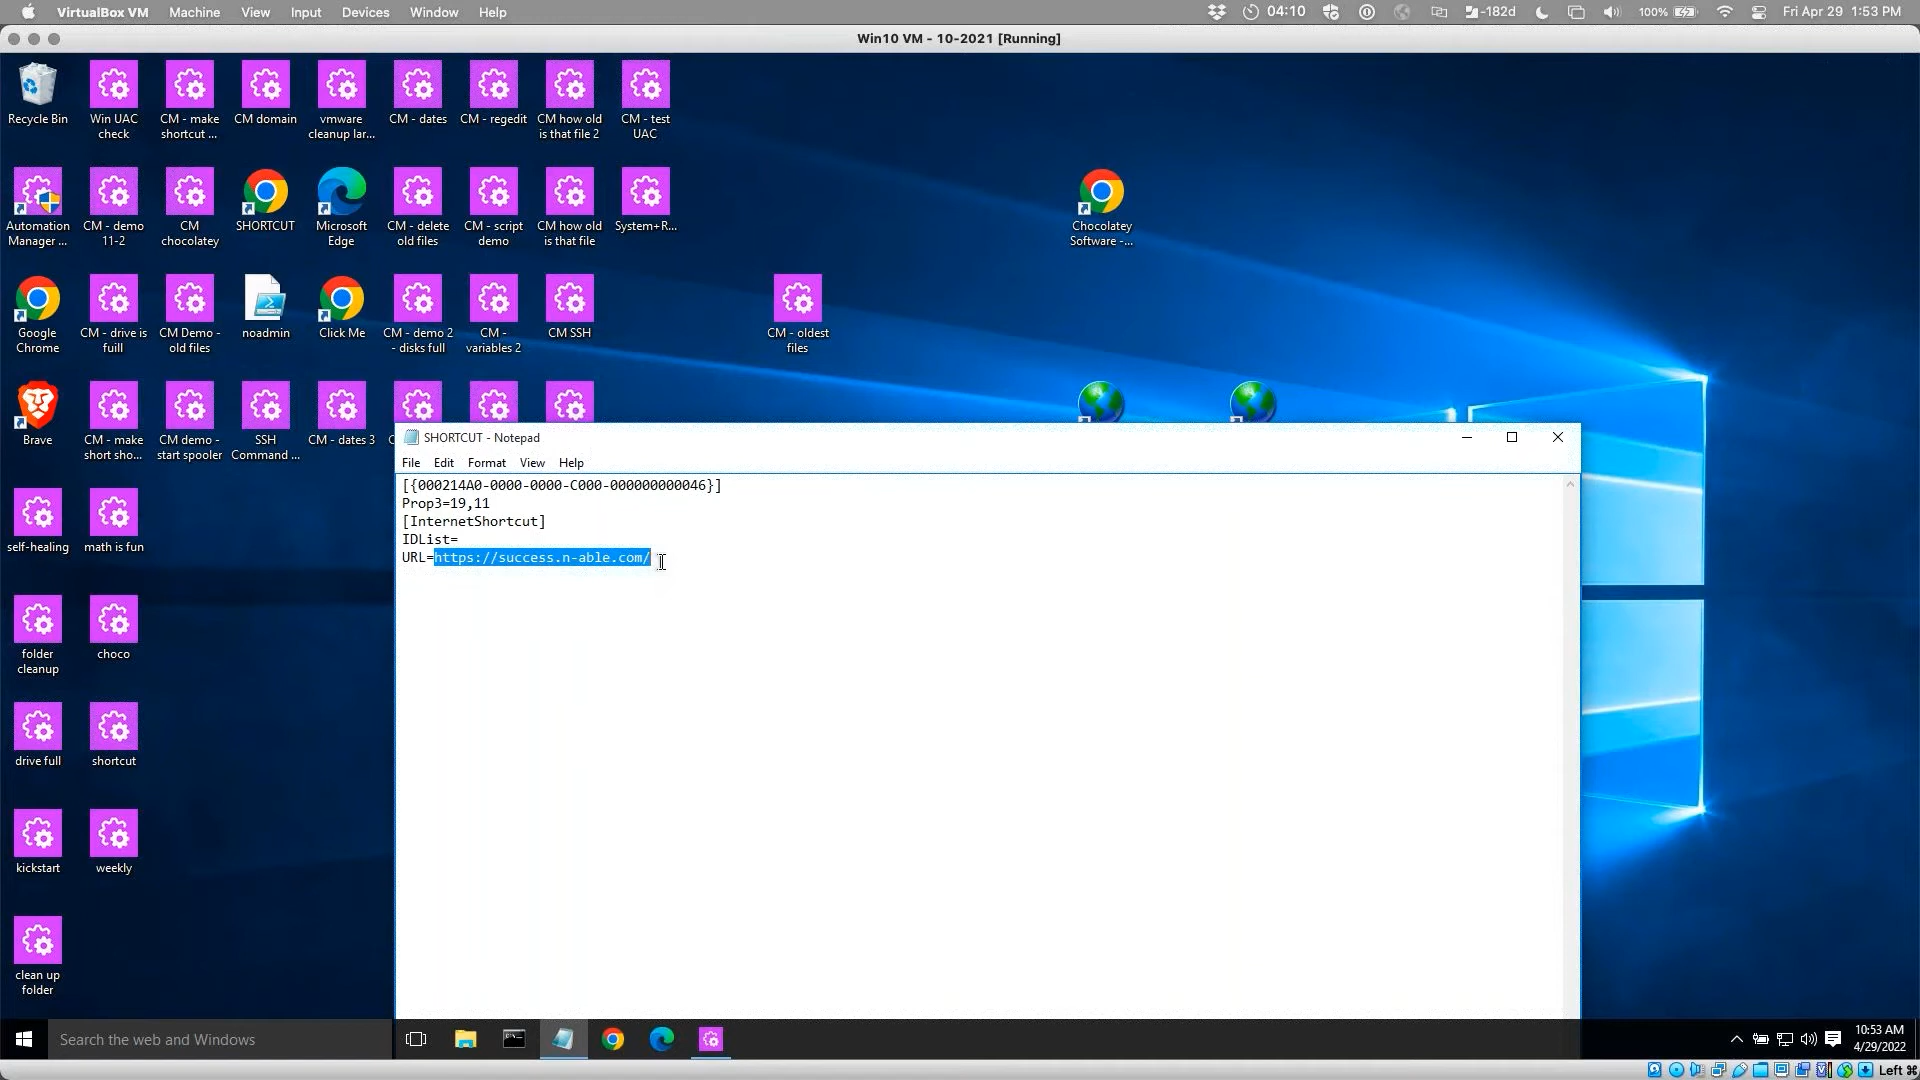 VirtualBox VM Machine View Input Devices Window Help
04:10
-182d
100%
Fri Apr 29 1:53 PM
Win10 VM - 10-2021 [Running]
Recycle Bin
Win UAC
check
CM - make
shortcut ...
CM domain
vmware
cleanup lar...
CM - dates
CM - regedit
CM how old
is that file 2
CM - test
UAC
Automation
Manager ...
CM - demo
11-2
CM
chocolatey
SHORTCUT
Microsoft
Edge
CM - delete
old files
CM - script
demo
CM how old
is that file
System+R...
Chocolatey
Software -...
Google
Chrome
CM - drive is
fuill
CM Demo -
old files
noadmin
Click Me
CM - demo 2
- disks full
CM -
variables 2
CM SSH
CM - oldest
files
Brave
CM - make
short sho...
CM demo -
start spooler
SSH
Command ...
CM - dates 3
SHORTCUT - Notepad
File Edit Format View Help
[{000214A0-0000-0000-C000-000000000046}]
Prop3=19,11
[InternetShortcut]
IDList=
URL=https://success.n-able.com/
self-healing
math is fun
folder
cleanup
choco
drive full
shortcut
kickstart
weekly
clean up
folder
Search the web and Windows
10:53 AM
4/29/2022
Left ⌘